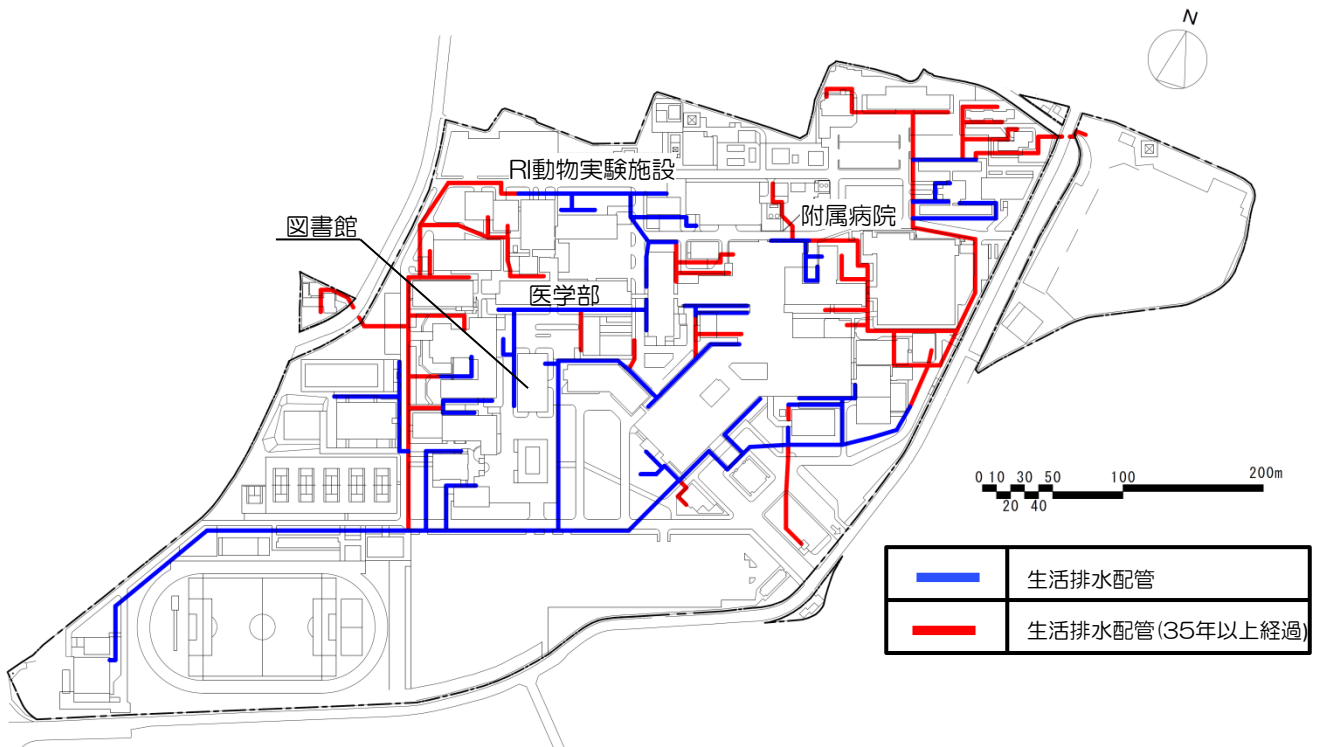 N
RI動物実験施設
附属病院
図書館
医学部
0 10 30 50 100 200m
20 40
生活排水配管
生活排水配管(35年以上経過)